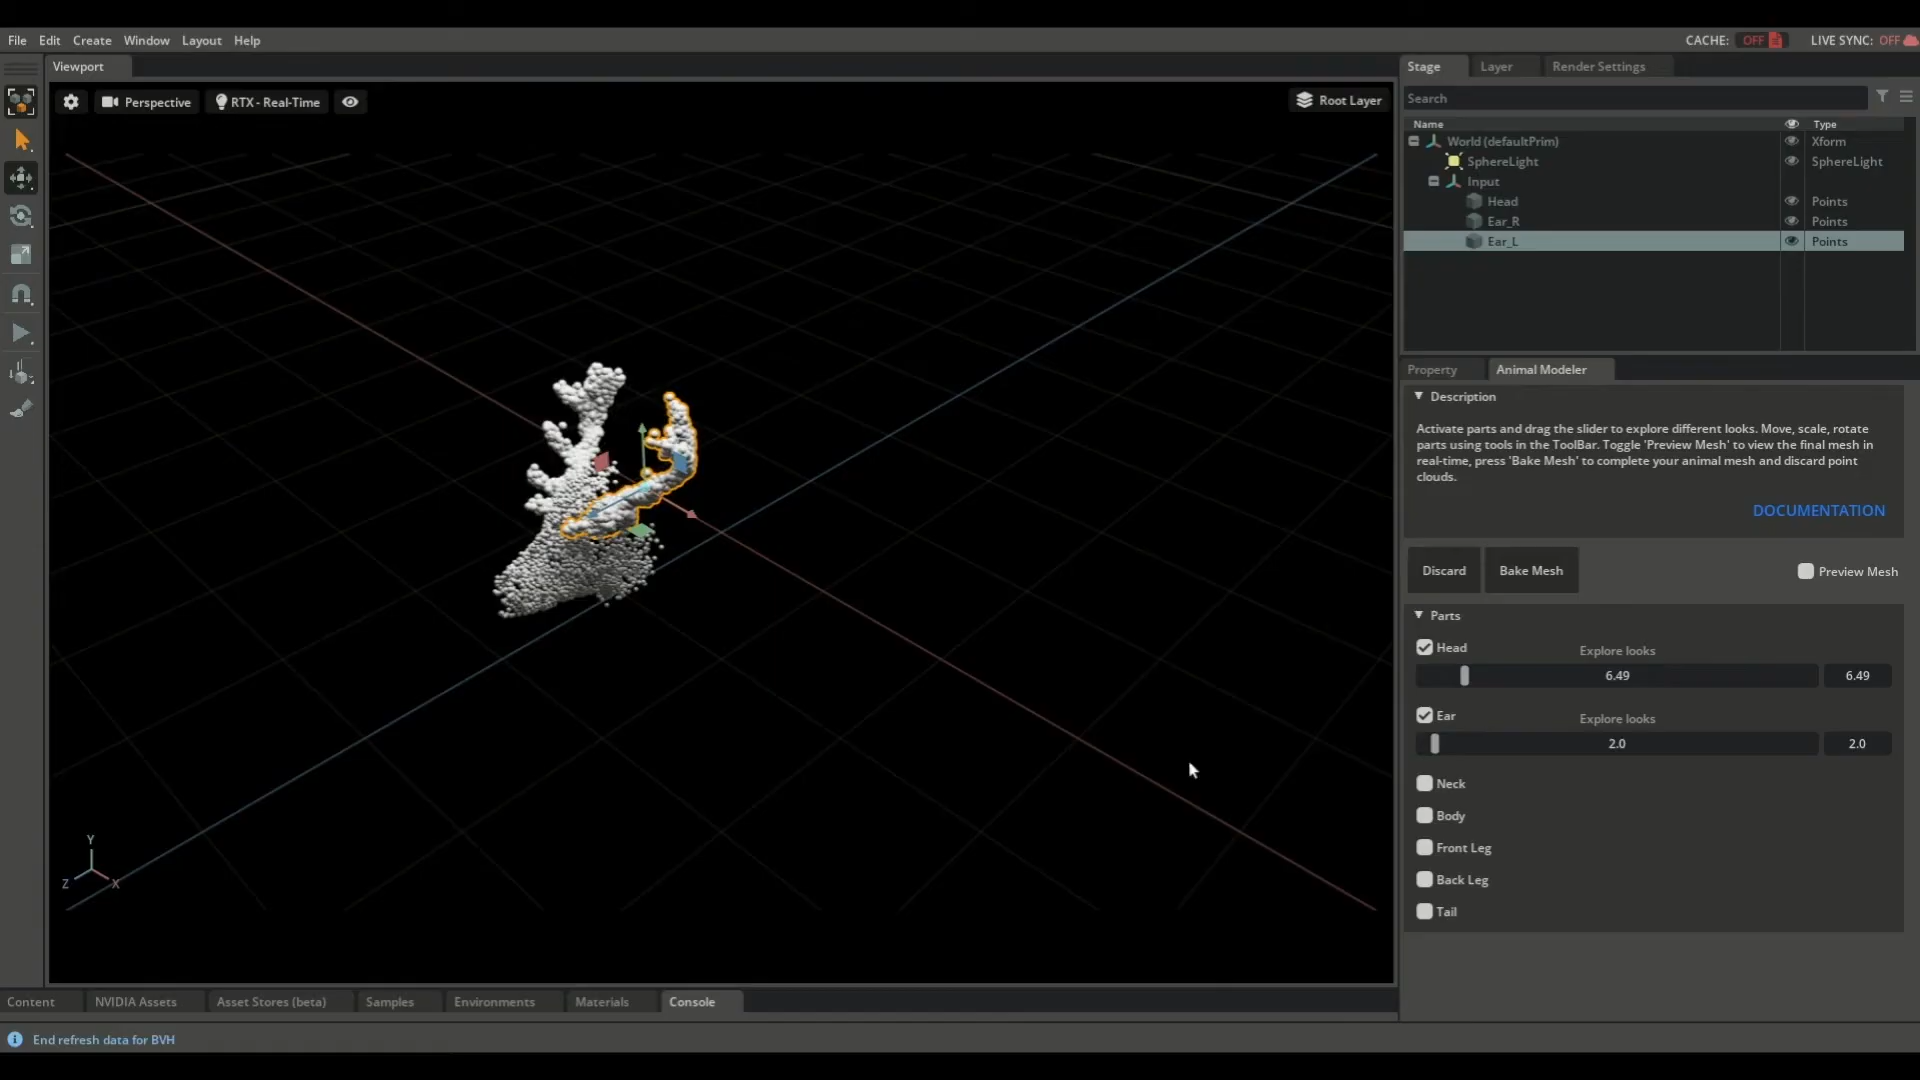 File Edit Create Window Layout Help
CACHE: OFF LIVE SYNC: OFF
Viewport
Perspective RTX - Real-Time
Root Layer
Stage Layer Render Settings
Search
Name Type
World (defaultPrim) Xform
SphereLight SphereLight
Input
Head Points
Ear_R Points
Ear_L Points
Property Animal Modeler
Description
Activate parts and drag the slider to explore different looks. Move, scale, rotate
parts using tools in the ToolBar. Toggle 'Preview Mesh' to view the final mesh in
real-time, press 'Bake Mesh' to complete your animal mesh and discard point
clouds.
DOCUMENTATION
Discard Bake Mesh Preview Mesh
Parts
Head Explore looks
6.49 6.49
Ear Explore looks
2.0 2.0
Neck
Body
Front Leg
Back Leg
Tail
Y
Z X
Content NVIDIA Assets Asset Stores (beta) Samples Environments Materials Console
End refresh data for BVH